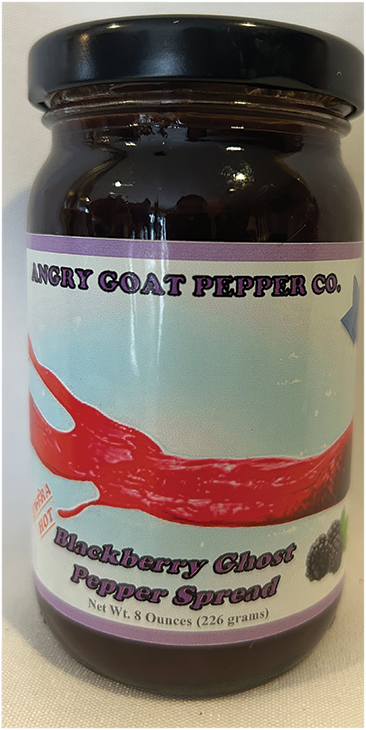 ANGRY GOAT PEPPER CO.
HOT
Blackberry Ghost
Pepper Spread
Net Wt. 8 Ounces (226 grams)